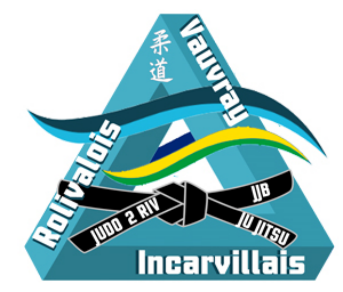 柔
道
Vauvray
Rolivalois
JUDO 2 RIV
JJB
JU JITSU
Incarvillais